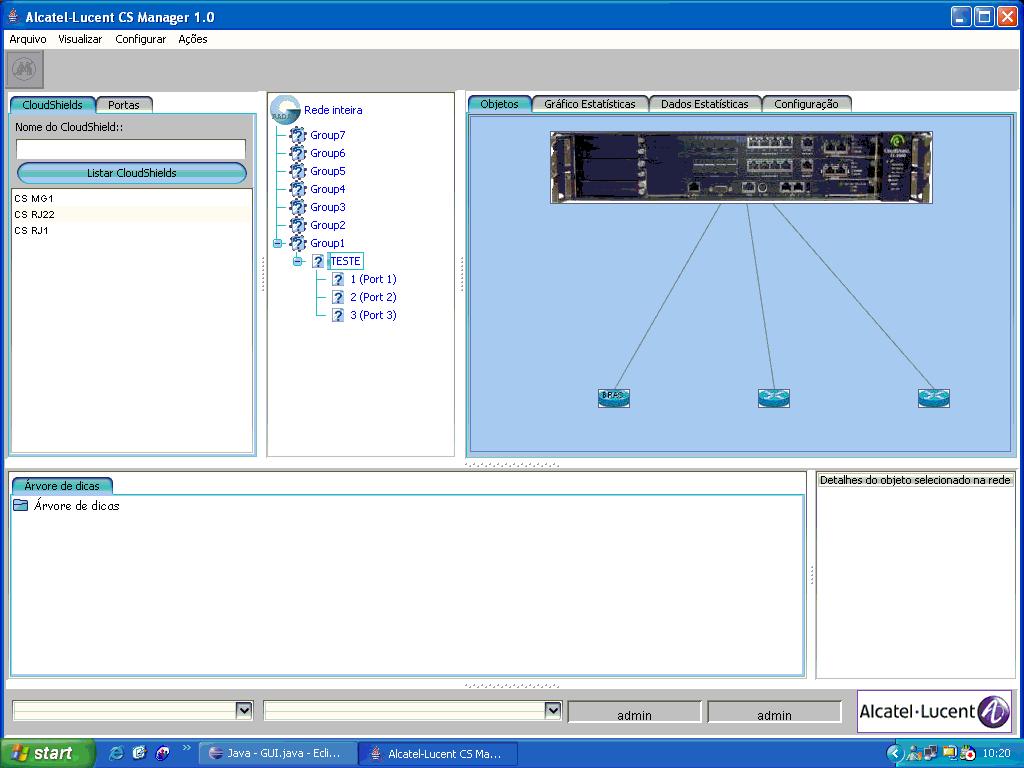 Alcatel-Lucent CS Manager 1.0
Arquivo Visualizar Configurar Ações
CloudShields Portas
Nome do CloudShield::
Listar CloudShields
CS MG1
CS RJ22
CS RJ1
Rede inteira
Group7
Group6
Group5
Group4
Group3
Group2
Group1
TESTE
1 (Port 1)
2 (Port 2)
3 (Port 3)
Objetos Gráfico Estatísticas Dados Estatísticas Configuração
BRAS
Árvore de dicas
Árvore de dicas
Detalhes do objeto selecionado na rede
admin admin
Alcatel·Lucent
start
Java - GUI.java - Ecli...
Alcatel-Lucent CS Ma...
10:20